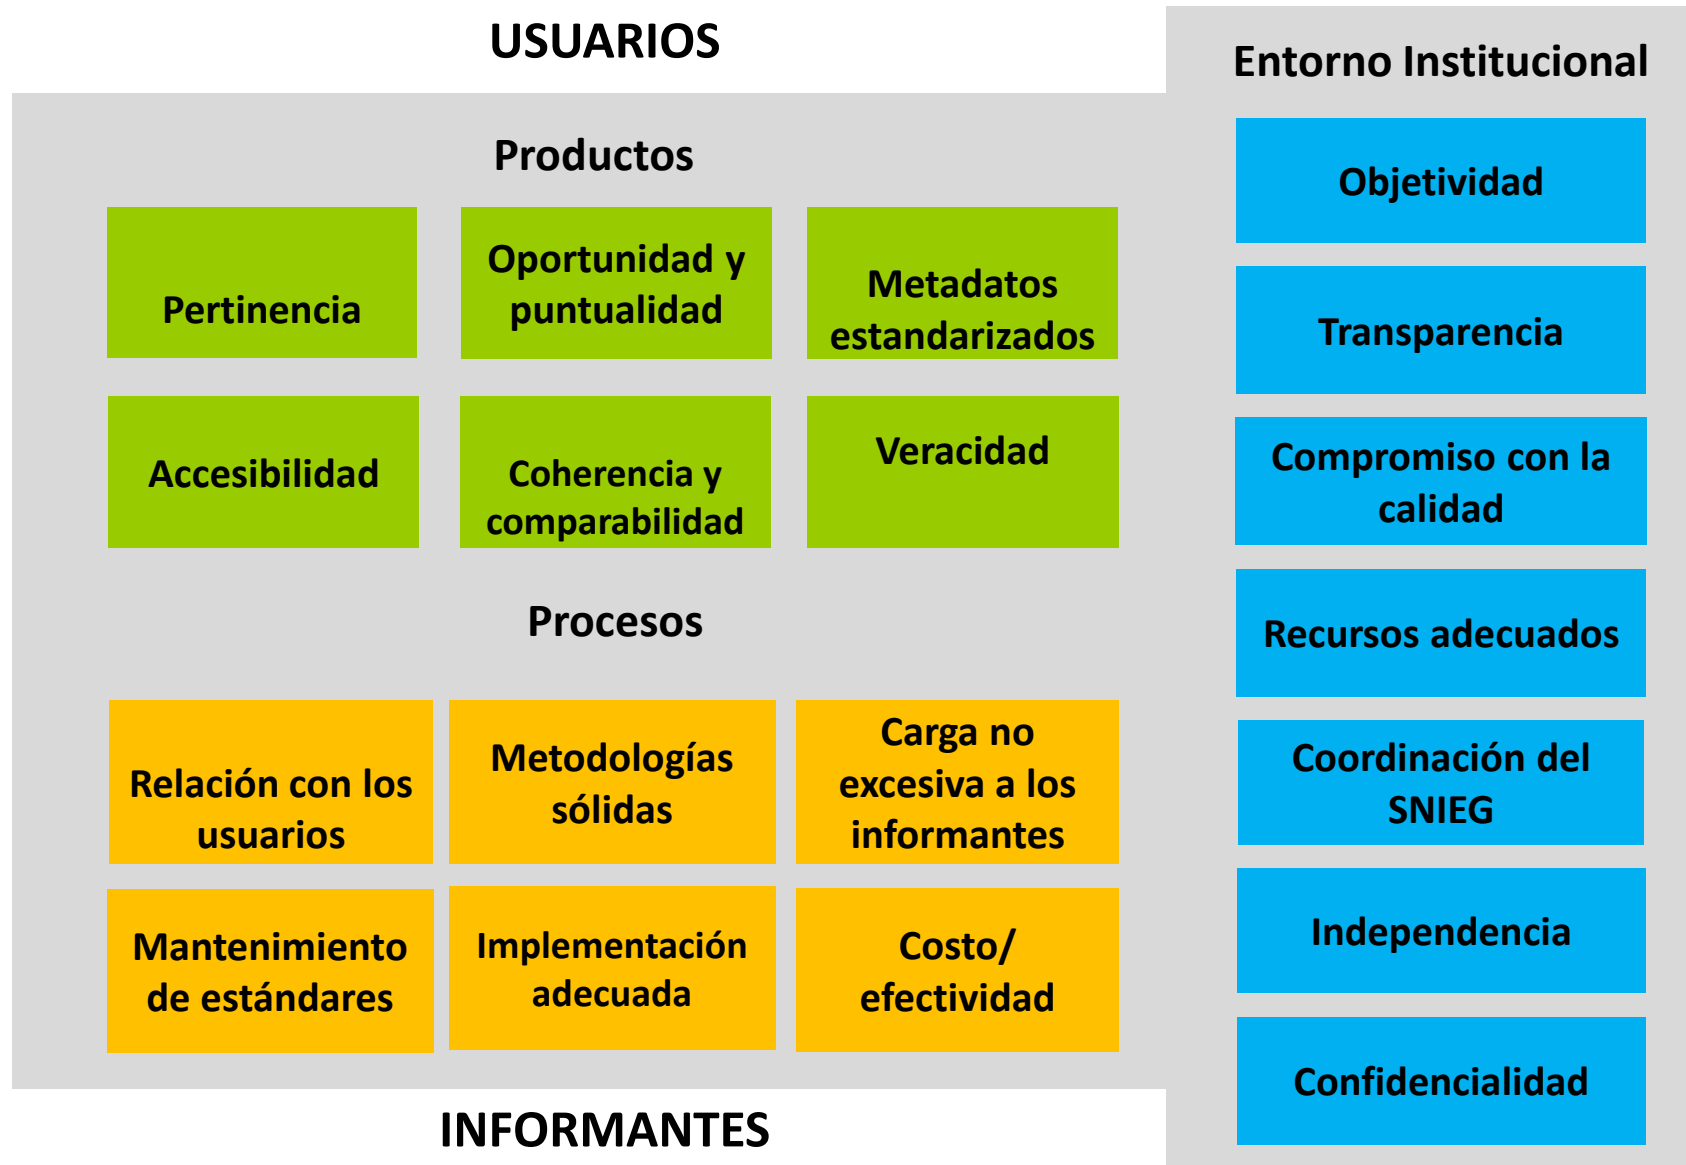 USUARIOS
Productos
Pertinencia
Oportunidad y
puntualidad
Metadatos
estandarizados
Accesibilidad
Coherencia y
comparabilidad
Veracidad
Procesos
Relación con los
usuarios
Metodologías
sólidas
Carga no
excesiva a los
informantes
Mantenimiento
de estándares
Implementación
adecuada
Costo/
efectividad
INFORMANTES
Entorno Institucional
Objetividad
Transparencia
Compromiso con la
calidad
Recursos adecuados
Coordinación del
SNIEG
Independencia
Confidencialidad